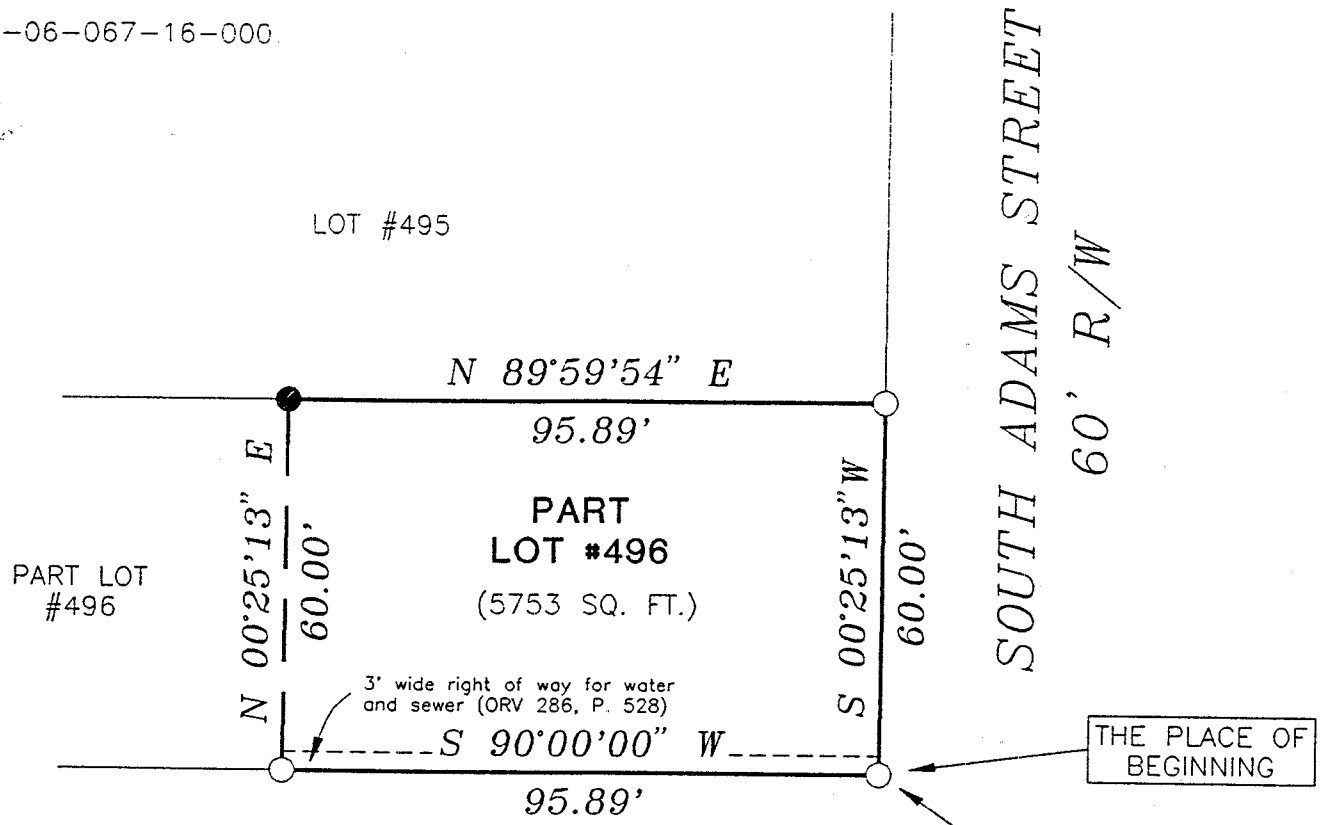 -06-067-16-000
LOT #495
SOUTH ADAMS STREET
60' R/W
N 89°59'54" E
95.89'
N 00°25'13" E
60.00'
PART
LOT #496
(5753 SQ. FT.)
S 00°25'13" W
60.00'
PART LOT
#496
3' wide right of way for water
and sewer (ORV 286, P. 528)
S 90°00'00" W
95.89'
THE PLACE OF
BEGINNING